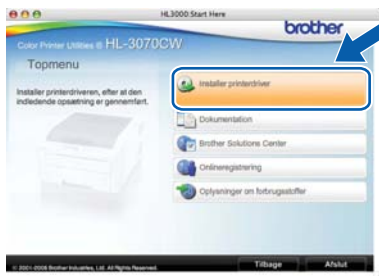 HL3000 Start Here
brother
Color Printer Utilities HL-3070CW
Topmenu
Installer printerdriveren, efter at den
indledende opsætning er gennemført.
Installer printerdriver
Dokumentation
Brother Solutions Center
Onlineregistrering
Oplysninger om forbrugsstoffer
© 2001-2008 Brother Industries, Ltd. All Rights Reserved.
Tilbage
Afslut